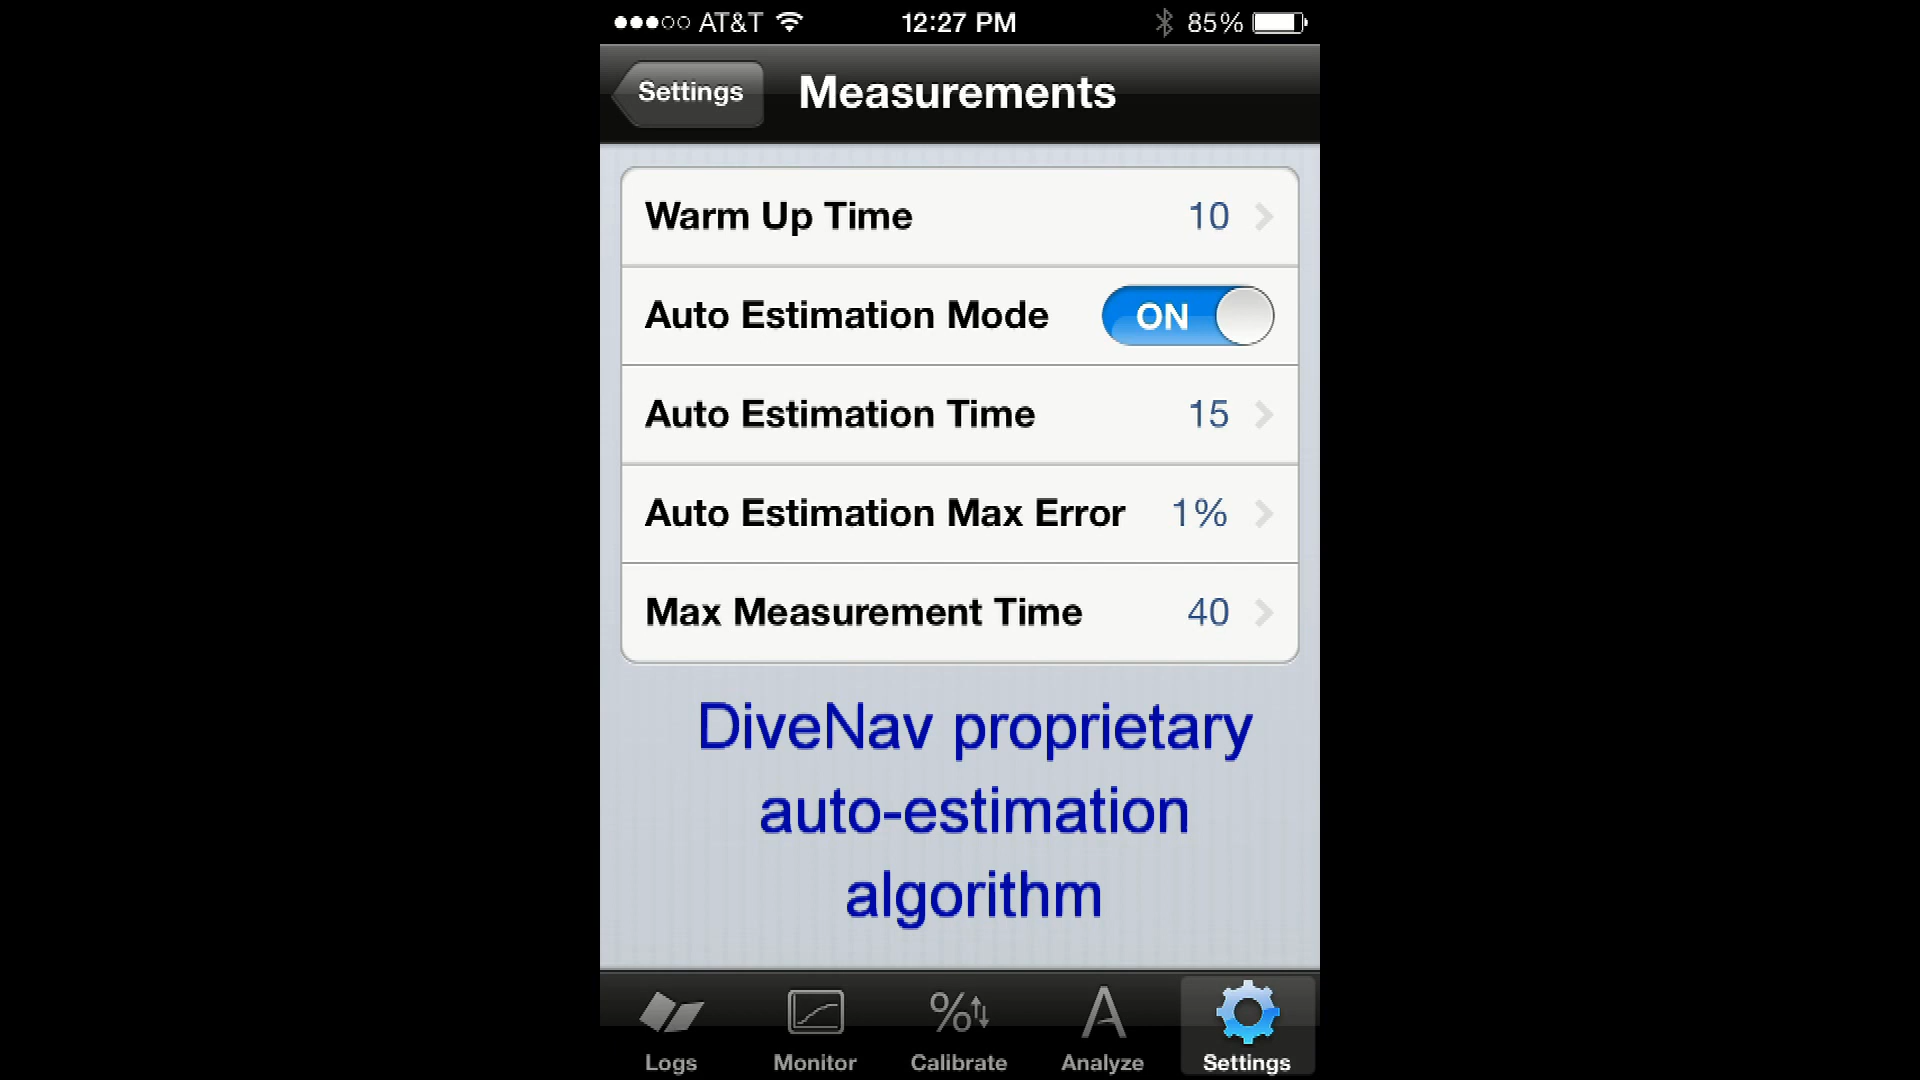 AT&T 12:27 PM 85%
Settings Measurements
Warm Up Time 10
Auto Estimation Mode ON
Auto Estimation Time 15
Auto Estimation Max Error 1%
Max Measurement Time 40
DiveNav proprietary
auto-estimation
algorithm
Logs Monitor Calibrate Analyze Settings